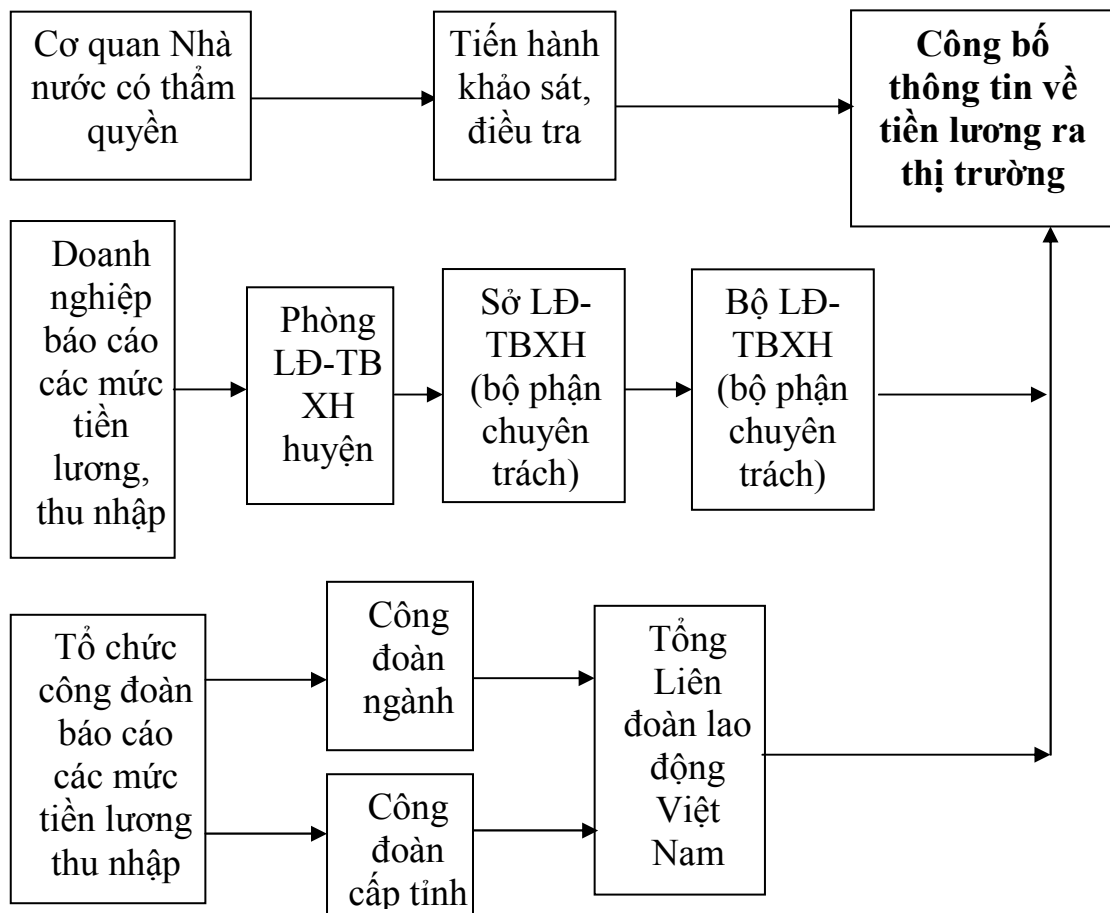 Cơ quan Nhà
nước có thẩm
quyền
Tiến hành
khảo sát,
điều tra
Công bố
thông tin về
tiền lương ra
thị trường
Doanh
nghiệp
báo cáo
các mức
tiền
lương,
thu nhập
Phòng
LĐ-TB
XH
huyện
Sở LĐ-
TBXH
(bộ phận
chuyên
trách)
Bộ LĐ-
TBXH
(bộ phận
chuyên
trách)
Tổ chức
công đoàn
báo cáo
các mức
tiền lương
thu nhập
Công
đoàn
ngành
Công
đoàn
cấp tỉnh
Tổng
Liên
đoàn lao
động
Việt
Nam